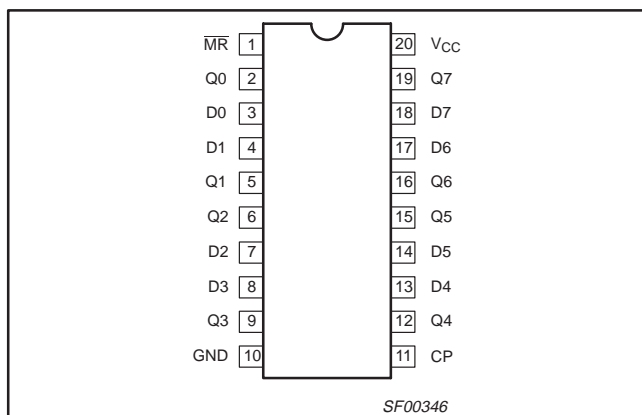 M̅R̅ 1 20 VCC
Q0 2 19 Q7
D0 3 18 D7
D1 4 17 D6
Q1 5 16 Q6
Q2 6 15 Q5
D2 7 14 D5
D3 8 13 D4
Q3 9 12 Q4
GND 10 11 CP
SF00346